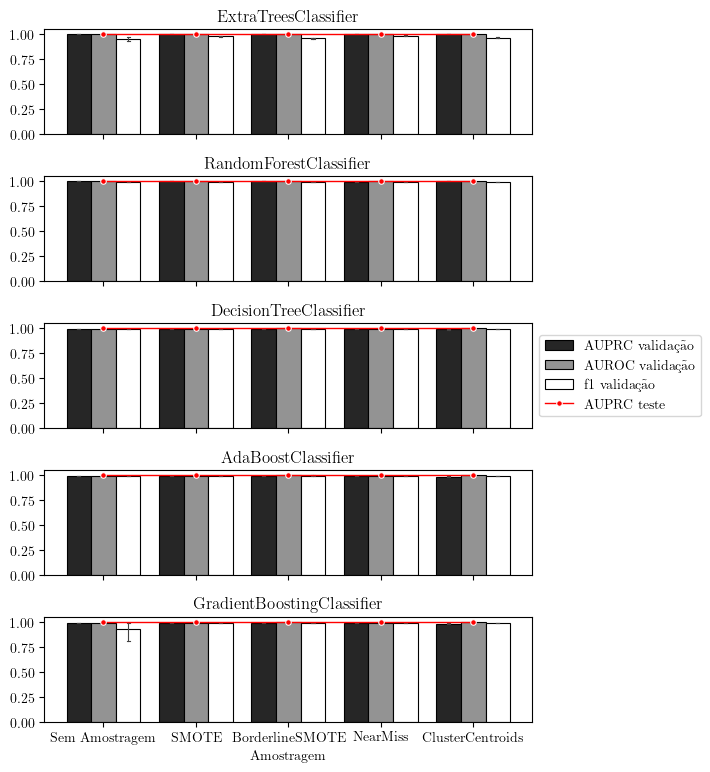 ExtraTreesClassifier
1.00
0.75
0.50
0.25
0.00
RandomForestClassifier
1.00
0.75
0.50
0.25
0.00
DecisionTreeClassifier
1.00
0.75
0.50
0.25
0.00
AUPRC validação
AUROC validação
f1 validação
AUPRC teste
AdaBoostClassifier
1.00
0.75
0.50
0.25
0.00
GradientBoostingClassifier
1.00
0.75
0.50
0.25
0.00
Sem Amostragem SMOTE BorderlineSMOTE NearMiss ClusterCentroids
Amostragem